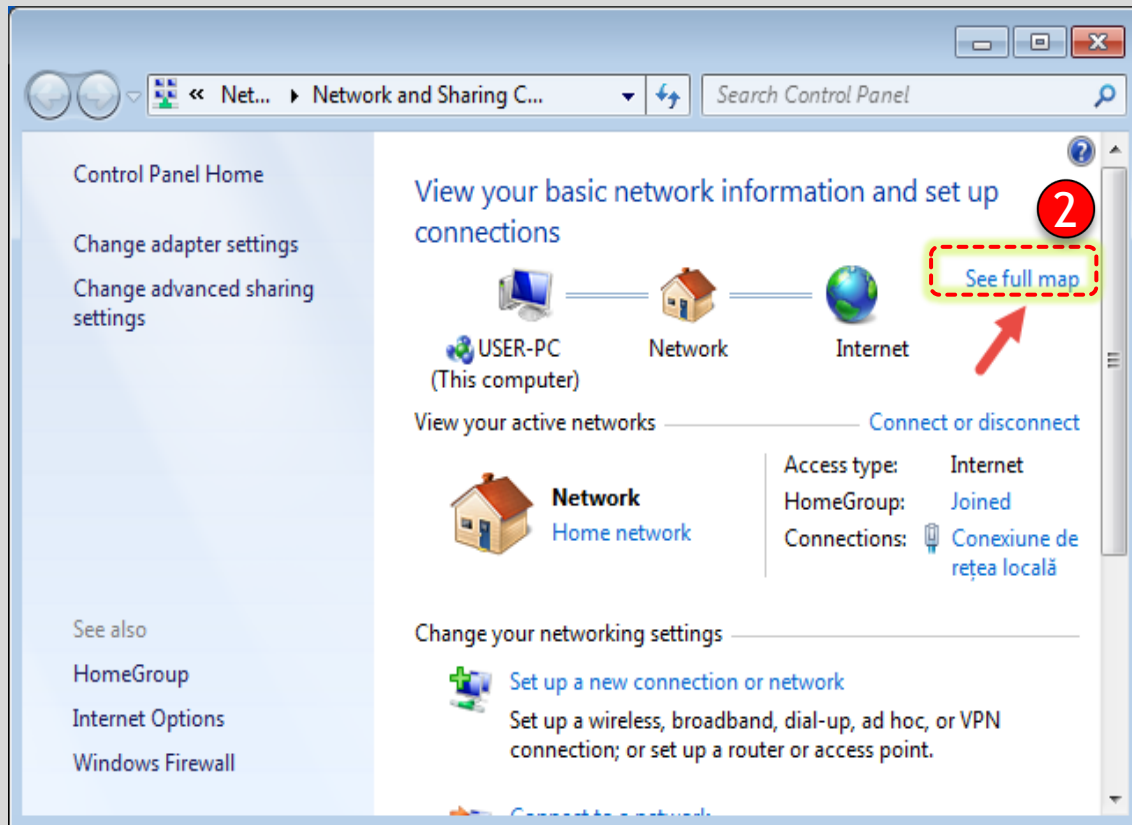 « Net... Network and Sharing C...
Search Control Panel
Control Panel Home
Change adapter settings
Change advanced sharing
settings
See also
HomeGroup
Internet Options
Windows Firewall
?
View your basic network information and set up
connections
2
See full map
USER-PC
(This computer)
Network
Internet
View your active networks
Connect or disconnect
Network
Home network
Access type: Internet
HomeGroup: Joined
Connections: Conexiune de
rețea locală
Change your networking settings
Set up a new connection or network
Set up a wireless, broadband, dial-up, ad hoc, or VPN
connection; or set up a router or access point.
Connect to a network